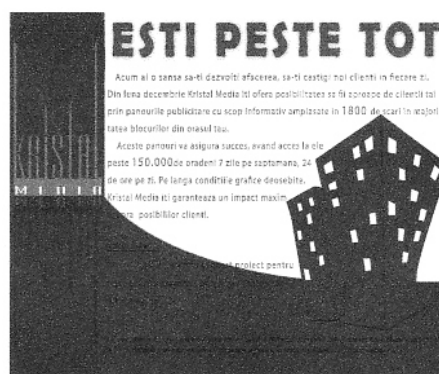 ESTI PESTE TOT
Acum ai o sansa sa-ti dezvolti afacerea, sa-ti castigi noi clienti in fiecare zi.
Din luna decembrie Kristal Media iti ofera posibilitatea sa fii aproape de clientii tai
prin panourile publicitare cu scop informativ amplasate in 1800 de scari in majori
tatea blocurilor din orasul tau.
Aceste panouri va asigura succes, avand acces la ele
peste 150.000 de oradeni 7 zile pe saptamana, 24
de ore pe zi. Pe langa conditiile grafice deosebite,
Kristal Media iti garanteaza un impact maxim
posibililor clienti.
proiect pentru
KRISTAL
MEDIA